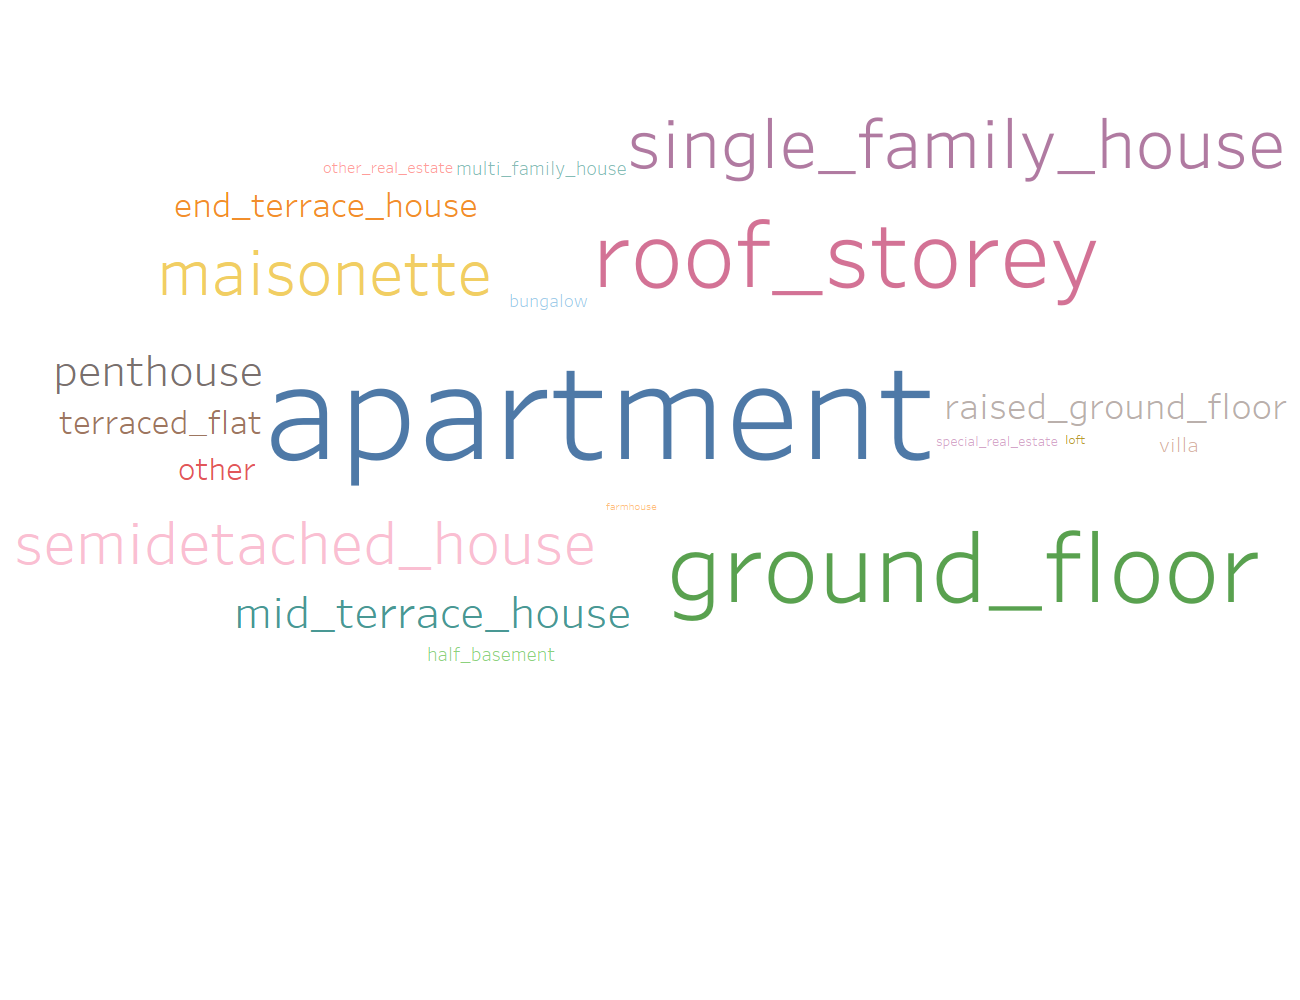 single_family_house
other_real_estate multi_family_house
end_terrace_house
roof_storey
maisonette
bungalow
penthouse
apartment
raised_ground_floor
terraced_flat
special_real_estate loft villa
other
farmhouse
semidetached_house
ground_floor
mid_terrace_house
half_basement